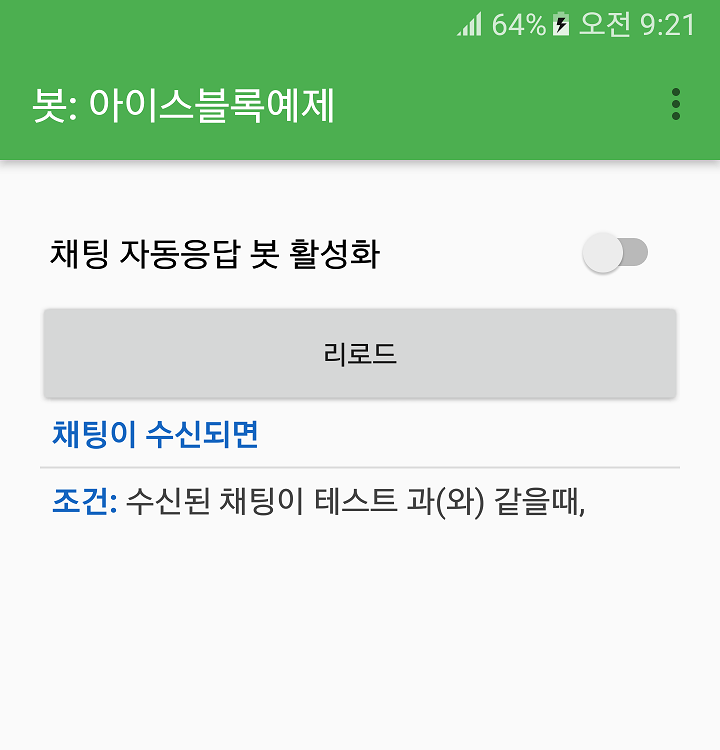 64% 오전 9:21
봇: 아이스블록예제
채팅 자동응답 봇 활성화
리로드
채팅이 수신되면
조건: 수신된 채팅이 테스트 과(와) 같을때,